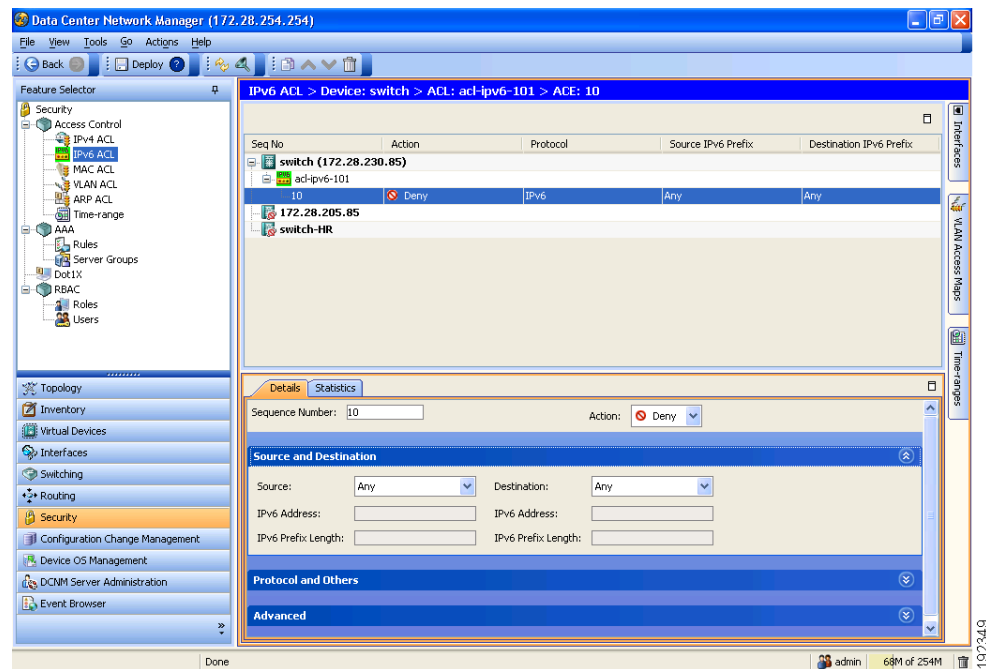 Data Center Network Manager (172.28.254.254)
File View Tools Go Actions Help
Back Deploy
Feature Selector
Security
Access Control
IPv4 ACL
IPv6 ACL
MAC ACL
VLAN ACL
ARP ACL
Time-range
AAA
Rules
Server Groups
Dot1X
RBAC
Roles
Users
Topology
Inventory
Virtual Devices
Interfaces
Switching
Routing
Security
Configuration Change Management
Device OS Management
DCNM Server Administration
Event Browser
IPv6 ACL > Device: switch > ACL: acl-ipv6-101 > ACE: 10
Seq No Action Protocol Source IPv6 Prefix Destination IPv6 Prefix
switch (172.28.230.85)
acl-ipv6-101
10 Deny IPv6 Any Any
172.28.205.85
switch-HR
Interfaces
VLAN Access Maps
Time-ranges
Details Statistics
Sequence Number: 10 Action: Deny
Source and Destination
Source: Any Destination: Any
IPv6 Address: IPv6 Address:
IPv6 Prefix Length: IPv6 Prefix Length:
Protocol and Others
Advanced
Done admin 68M of 254M
192349